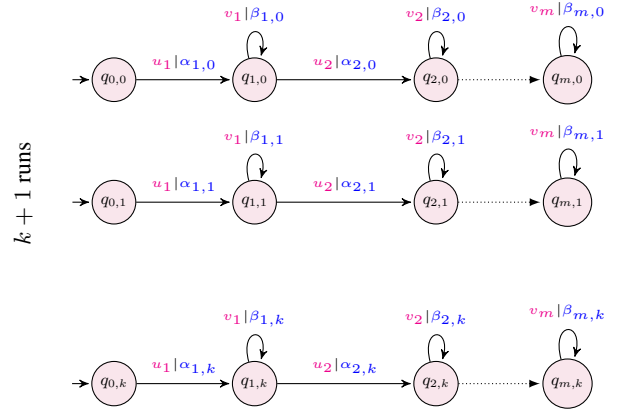 v₁|β₁,₀ v₂|β₂,₀ vₘ|βₘ,₀
q₀,₀ u₁|α₁,₀ q₁,₀ u₂|α₂,₀ q₂,₀ qₘ,₀
v₁|β₁,₁ v₂|β₂,₁ vₘ|βₘ,₁
q₀,₁ u₁|α₁,₁ q₁,₁ u₂|α₂,₁ q₂,₁ qₘ,₁
k + 1 runs
v₁|β₁,ₖ v₂|β₂,ₖ vₘ|βₘ,ₖ
q₀,ₖ u₁|α₁,ₖ q₁,ₖ u₂|α₂,ₖ q₂,ₖ qₘ,ₖ